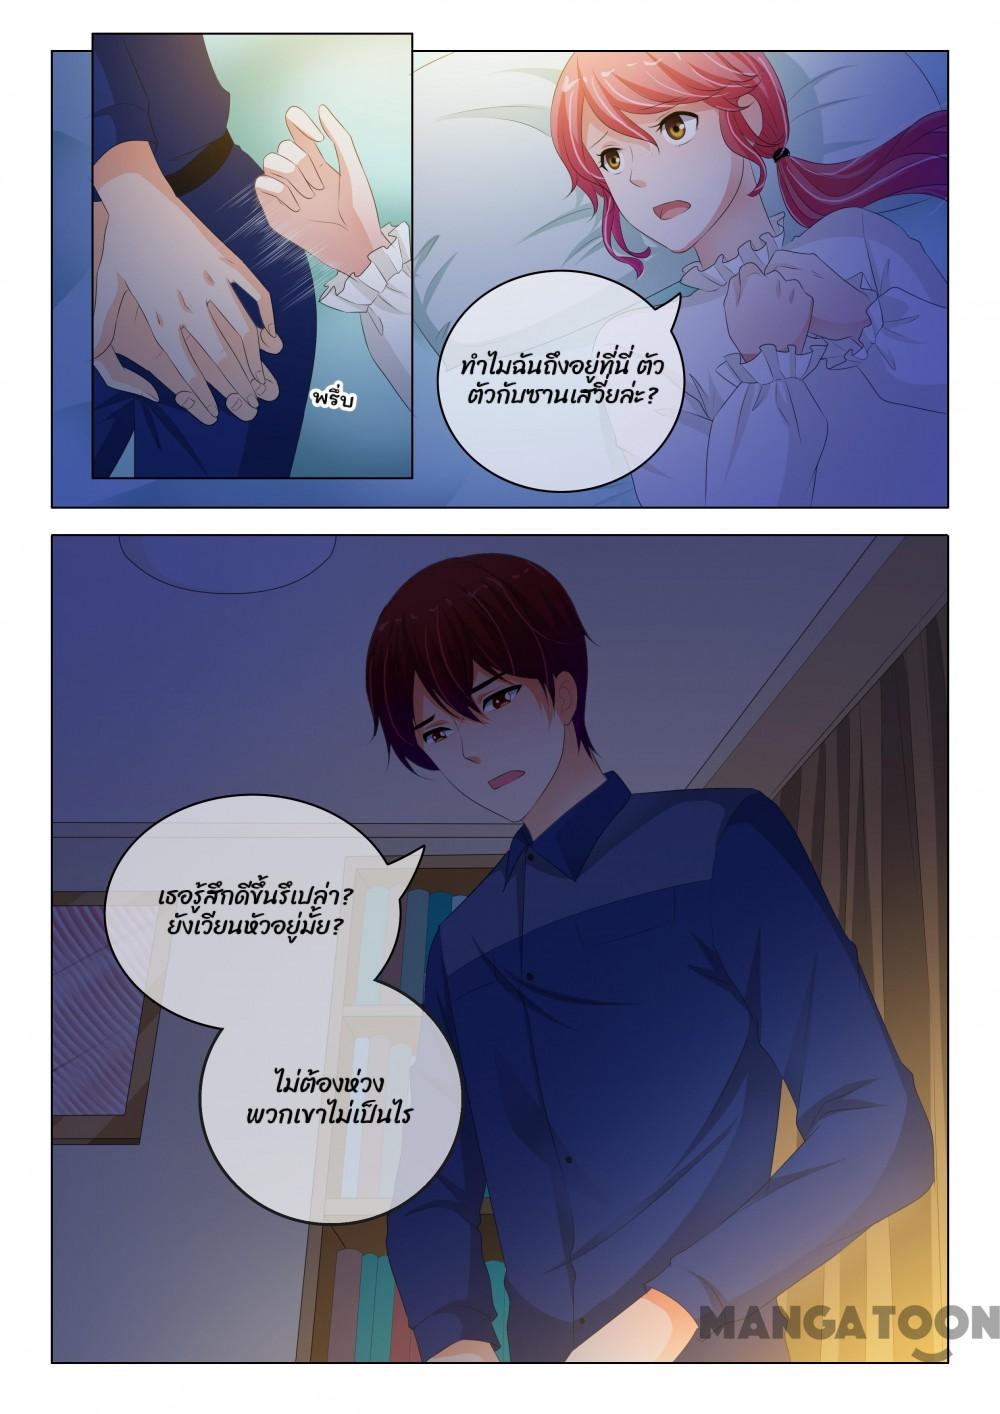 พรึ่บ
ทำไมฉันถึงอยู่ที่นี่ ตัว
ตัวกับซานเสวี่ยล่ะ?
เธอรู้สึกดีขึ้นรึเปล่า?
ยังเวียนหัวอยู่มั้ย?
ไม่ต้องห่วง
พวกเขาไม่เป็นไร
MANGATOON